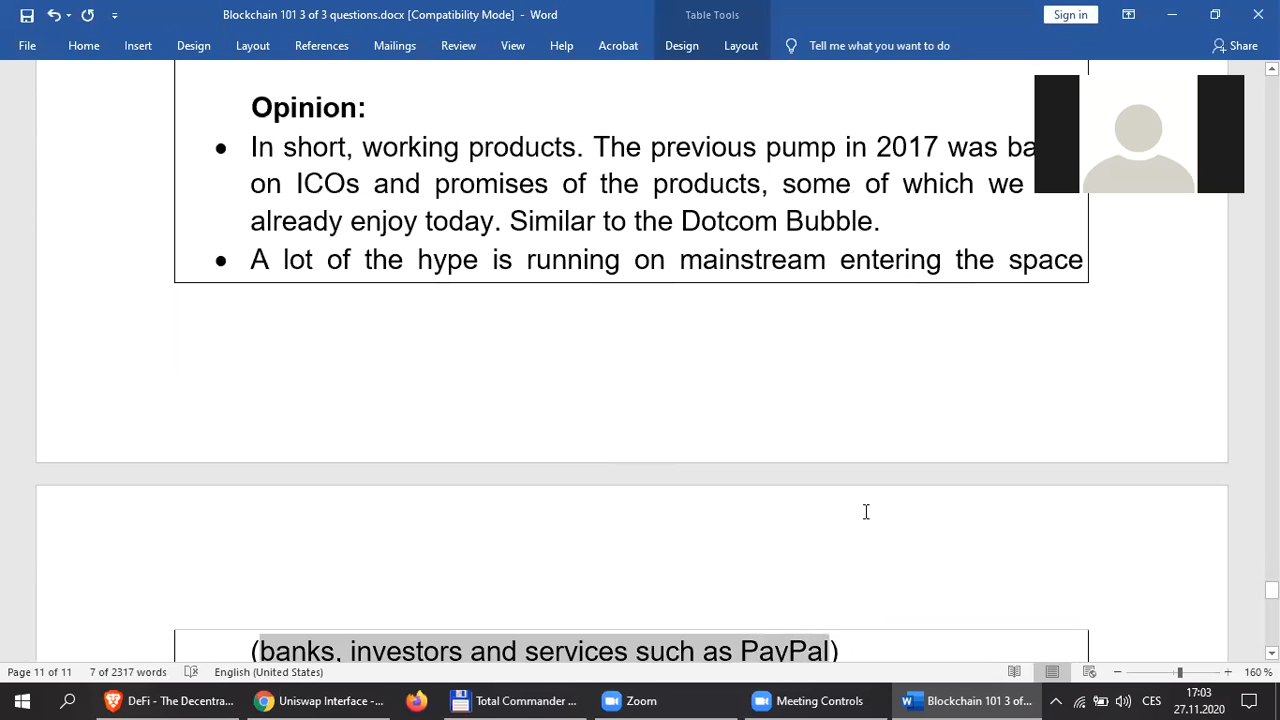 Blockchain 101 3 of 3 questions.docx [Compatibility Mode] - Word
Table Tools
Sign in
File Home Insert Design Layout References Mailings Review View Help Acrobat Design Layout Tell me what you want to do Share
Opinion:
● In short, working products. The previous pump in 2017 was
on ICOs and promises of the products, some of which we
already enjoy today. Similar to the Dotcom Bubble.
● A lot of the hype is running on mainstream entering the space
(banks, investors and services such as PayPal)
Page 11 of 11 7 of 2317 words English (United States) 160 %
DeFi - The Decentra... Uniswap Interface - ... Total Commander ... Zoom Meeting Controls Blockchain 101 3 of... CES
17:03
27.11.2020